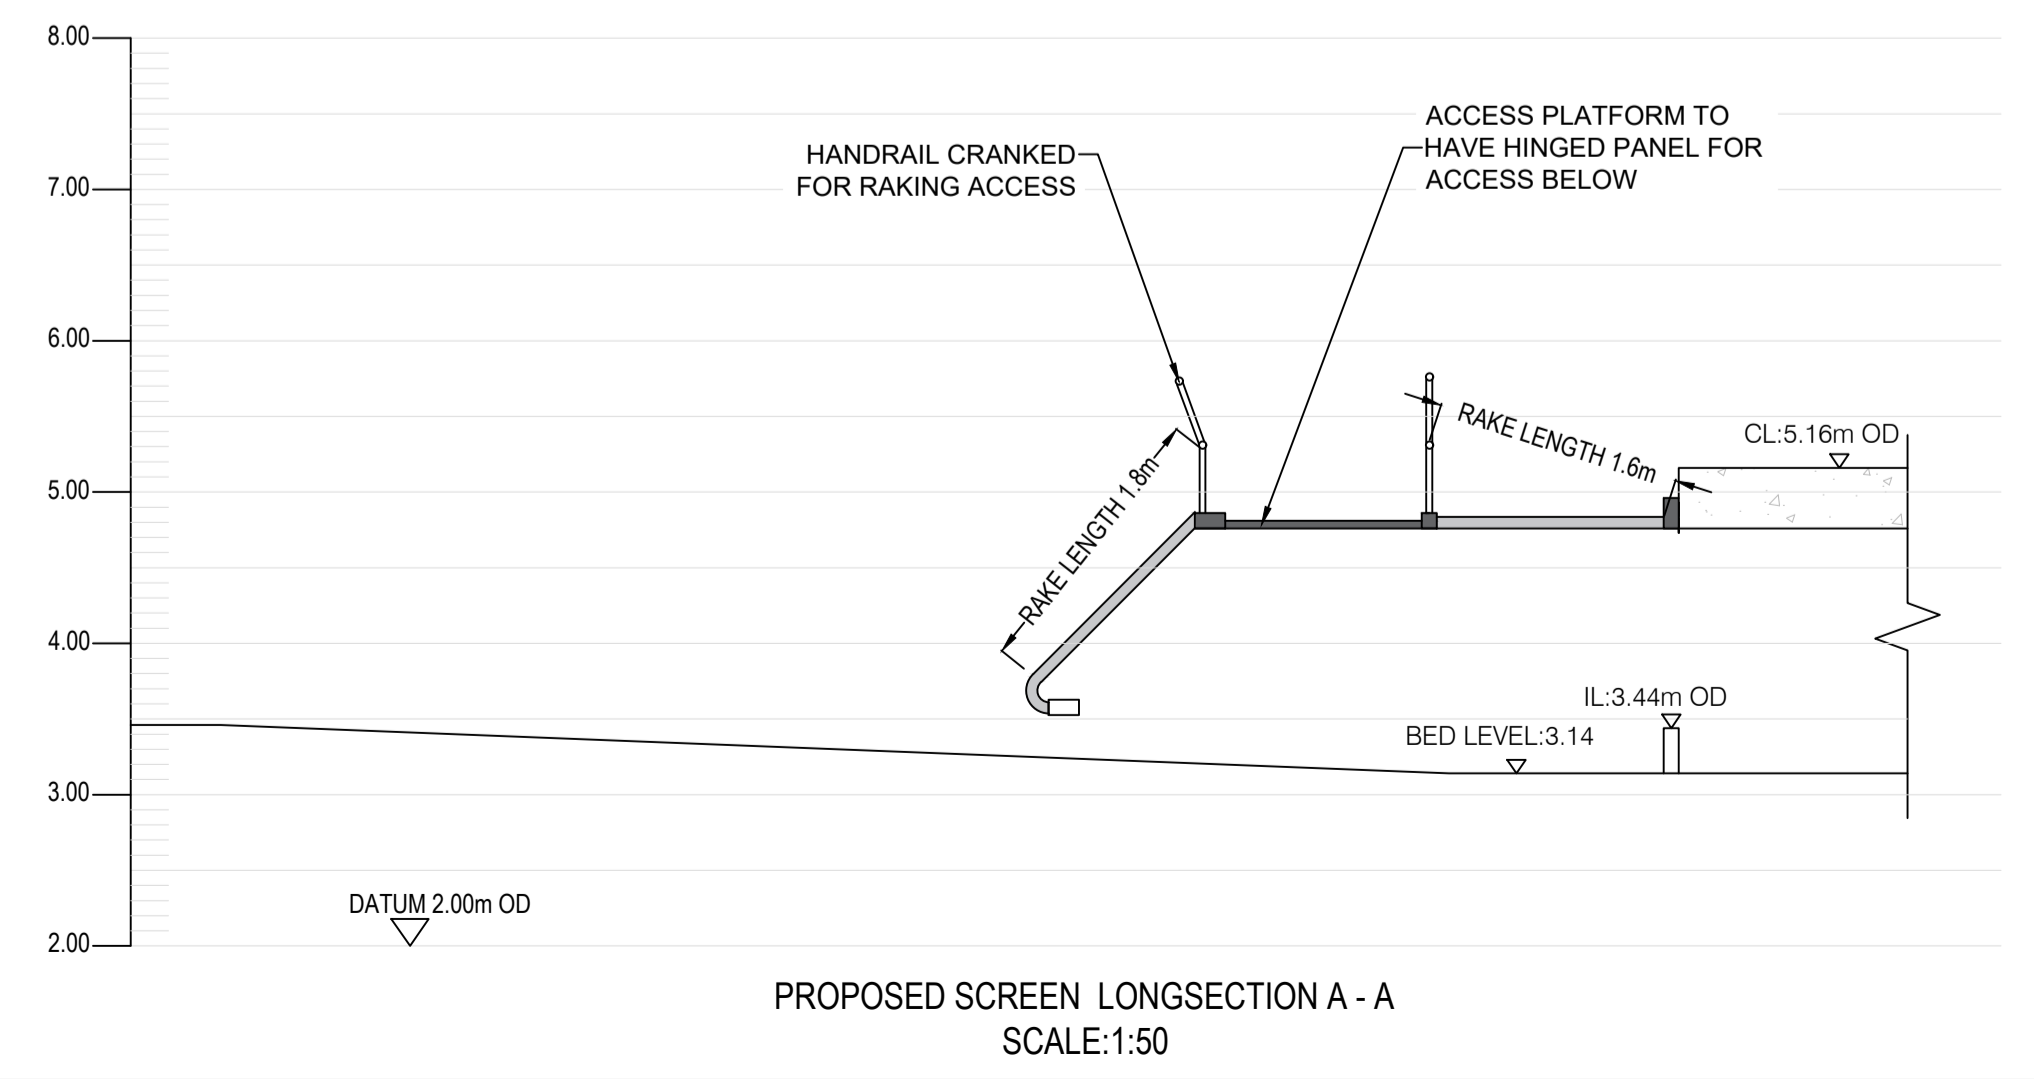 8.00
7.00
6.00
5.00
4.00
3.00
2.00
HANDRAIL CRANKED
FOR RAKING ACCESS
ACCESS PLATFORM TO
HAVE HINGED PANEL FOR
ACCESS BELOW
RAKE LENGTH 1.8m
RAKE LENGTH 1.6m
CL:5.16m OD
IL:3.44m OD
BED LEVEL:3.14
DATUM 2.00m OD
PROPOSED SCREEN LONGSECTION A - A
SCALE:1:50